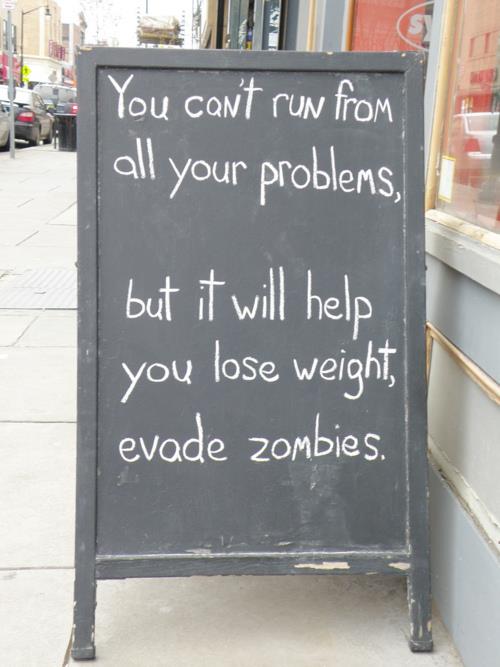 You can't run from
all your problems,
but it will help
you lose weight,
evade zombies.